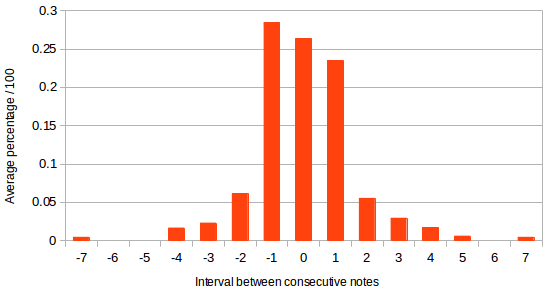 0.3
0.25
0.2
0.15
0.1
0.05
0
Average percentage / 100
-7 -6 -5 -4 -3 -2 -1 0 1 2 3 4 5 6 7
Interval between consecutive notes